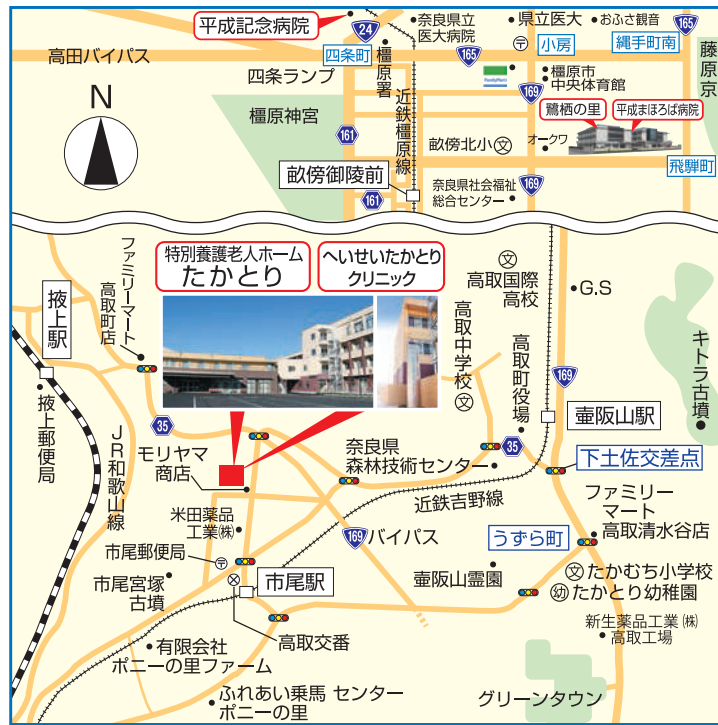 平成記念病院
24
奈良県立
医大病院
県立医大
おふさ観音
165
高田バイパス
四条町
橿原署
165
〒
小房
縄手町南
四条ランプ
近鉄橿原線
FamilyMart
橿原市
中央体育館
藤原京
N
橿原神宮
169
鷺栖の里
平成まほろば病院
161
畝傍北小
文
オークワ
飛騨町
畝傍御陵前
161
奈良県社会福祉
総合センター
169
特別養護老人ホーム
たかとり
へいせいたかとり
クリニック
ファミリーマート
高取町店
文
高取国際
高校
G.S
掖上駅
高取中学校
文
高取町役場
キトラ古墳
169
掖上郵便局
JR和歌山線
35
壷阪山駅
モリヤマ
商店
奈良県
森林技術センター
35
下土佐交差点
近鉄吉野線
ファミリー
マート
高取清水谷店
米田薬品
工業㈱
169
バイパス
うずら町
市尾郵便局
〒
市尾宮塚
古墳
市尾駅
壷阪山霊園
文
たかむち小学校
幼
たかとり幼稚園
高取交番
新生薬品工業㈱
高取工場
有限会社
ポニーの里ファーム
ふれあい乗馬 センター
ポニーの里
グリーンタウン